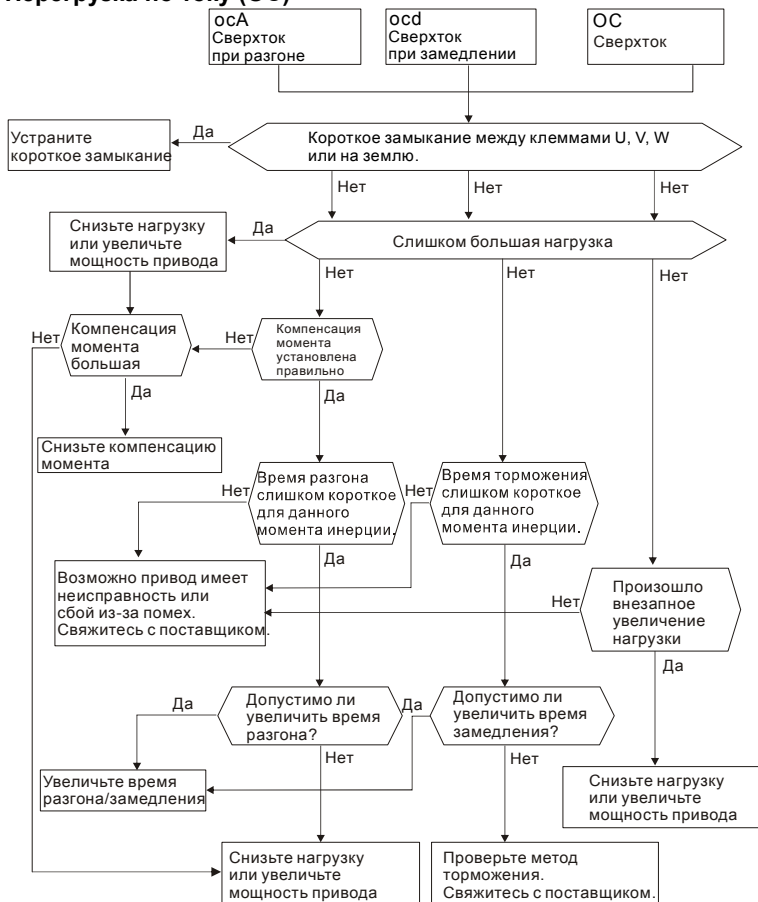 ocA
Сверхток
при разгоне
ocd
Сверхток
при замедлении
OC
Сверхток
Устраните
короткое замыкание
Да
Короткое замыкание между клеммами U, V, W
или на землю.
Нет
Нет
Нет
Снизьте нагрузку
или увеличьте
мощность привода
Да
Слишком большая нагрузка
Нет
Нет
Нет
Нет
Компенсация
момента
большая
Нет
Компенсация
момента
установлена
правильно
Да
Да
Снизьте компенсацию
момента
Нет
Время разгона
слишком короткое
для данного
момента инерции.
Нет
Время торможения
слишком короткое
для данного
момента инерции.
Да
Да
Возможно привод имеет
неисправность или
сбой из-за помех.
Свяжитесь с поставщиком.
Нет
Произошло
внезапное
увеличение
нагрузки
Да
Да
Допустимо ли
увеличить время
разгона?
Да
Допустимо ли
увеличить время
замедления?
Нет
Нет
Увеличьте время
разгона/замедления
Снизьте нагрузку
или увеличьте
мощность привода
Снизьте нагрузку
или увеличьте
мощность привода
Проверьте метод
торможения.
Свяжитесь с поставщиком.